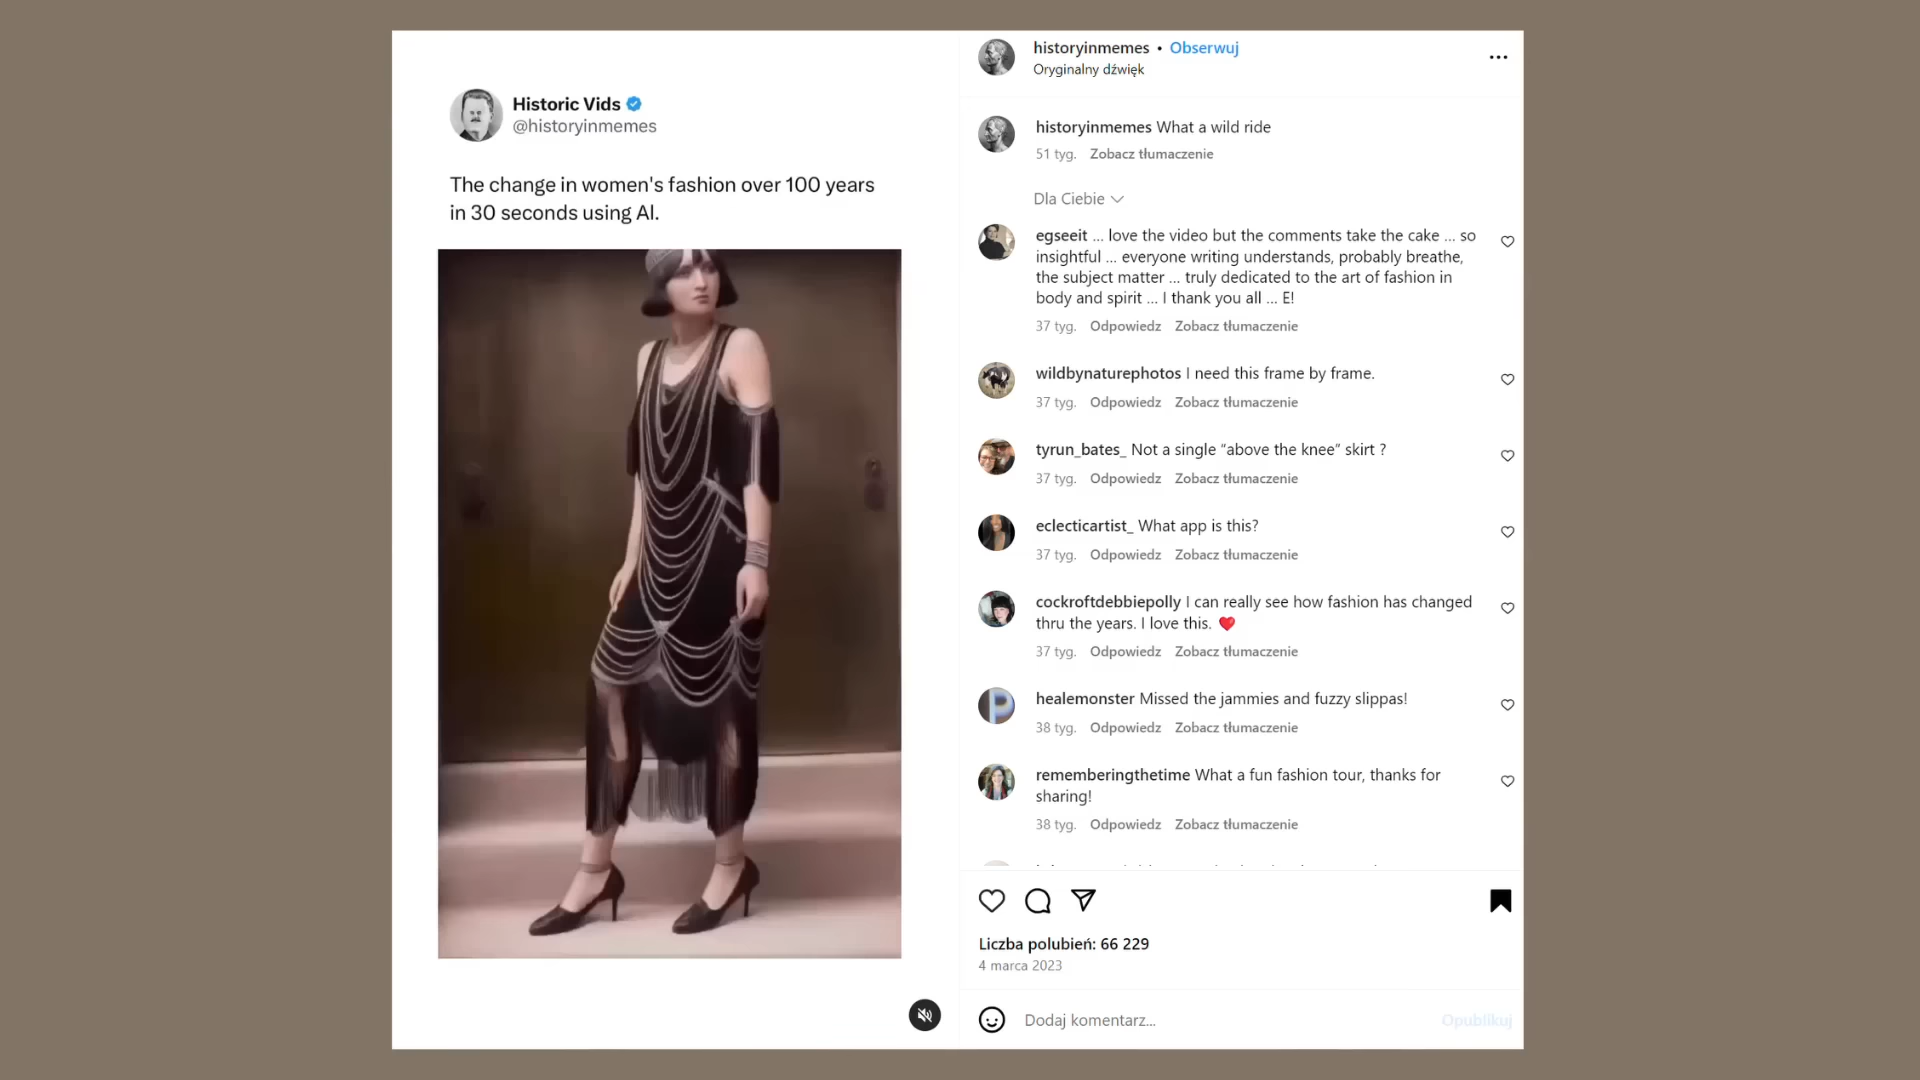 Historic Vids
@historyinmemes
The change in women's fashion over 100 years
in 30 seconds using AI.
historyinmemes • Obserwuj
Oryginalny dźwięk
historyinmemes What a wild ride
51 tyg. Zobacz tłumaczenie
Dla Ciebie
egseeit ... love the video but the comments take the cake ... so
insightful ... everyone writing understands, probably breathe,
the subject matter ... truly dedicated to the art of fashion in
body and spirit ... I thank you all ... E!
37 tyg. Odpowiedz Zobacz tłumaczenie
wildbynaturephotos I need this frame by frame.
37 tyg. Odpowiedz Zobacz tłumaczenie
tyrun_bates_ Not a single “above the knee” skirt ?
37 tyg. Odpowiedz Zobacz tłumaczenie
eclecticartist_ What app is this?
37 tyg. Odpowiedz Zobacz tłumaczenie
cockroftdebbiepolly I can really see how fashion has changed
thru the years. I love this. ❤️
37 tyg. Odpowiedz Zobacz tłumaczenie
healemonster Missed the jammies and fuzzy slippas!
38 tyg. Odpowiedz Zobacz tłumaczenie
rememberingthetime What a fun fashion tour, thanks for
sharing!
38 tyg. Odpowiedz Zobacz tłumaczenie
Liczba polubień: 66 229
4 marca 2023
Dodaj komentarz...
Opublikuj